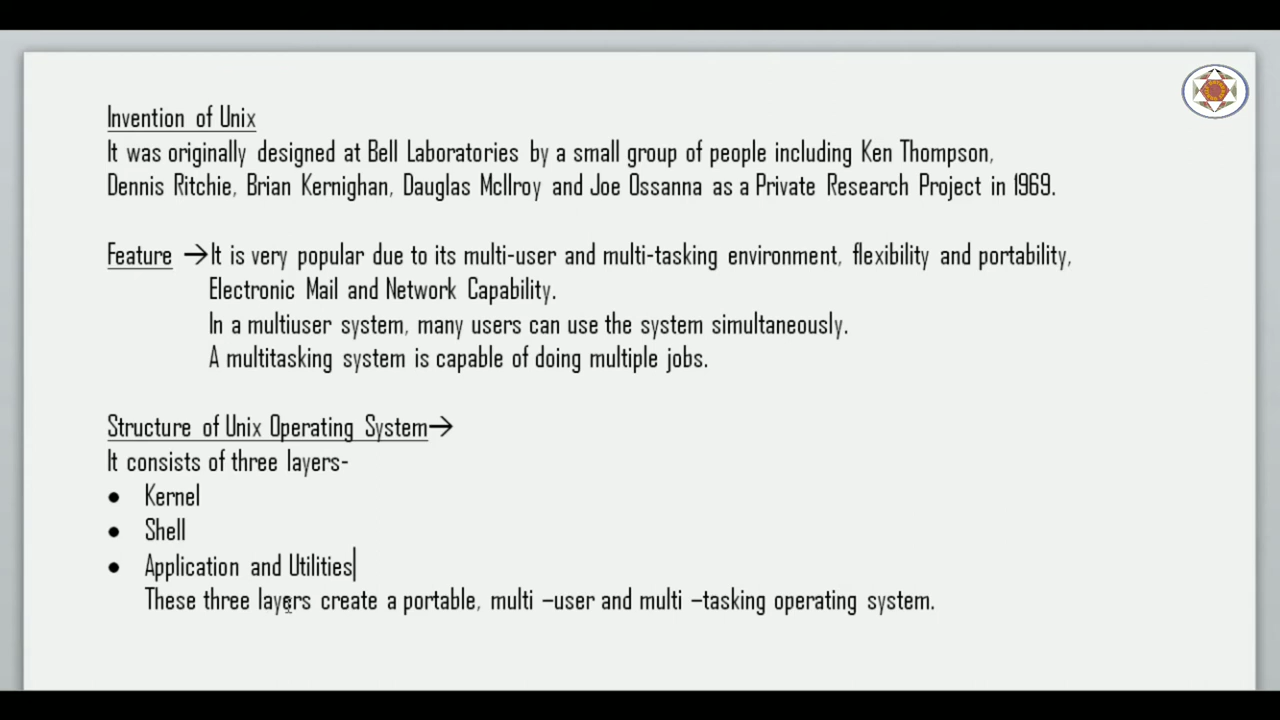 Invention of Unix
It was originally designed at Bell Laboratories by a small group of people including Ken Thompson,
Dennis Ritchie, Brian Kernighan, Dauglas McIlroy and Joe Ossanna as a Private Research Project in 1969.
Feature →It is very popular due to its multi-user and multi-tasking environment, flexibility and portability,
Electronic Mail and Network Capability.
In a multiuser system, many users can use the system simultaneously.
A multitasking system is capable of doing multiple jobs.
Structure of Unix Operating System→
It consists of three layers-
● Kernel
● Shell
● Application and Utilities
These three layers create a portable, multi –user and multi –tasking operating system.